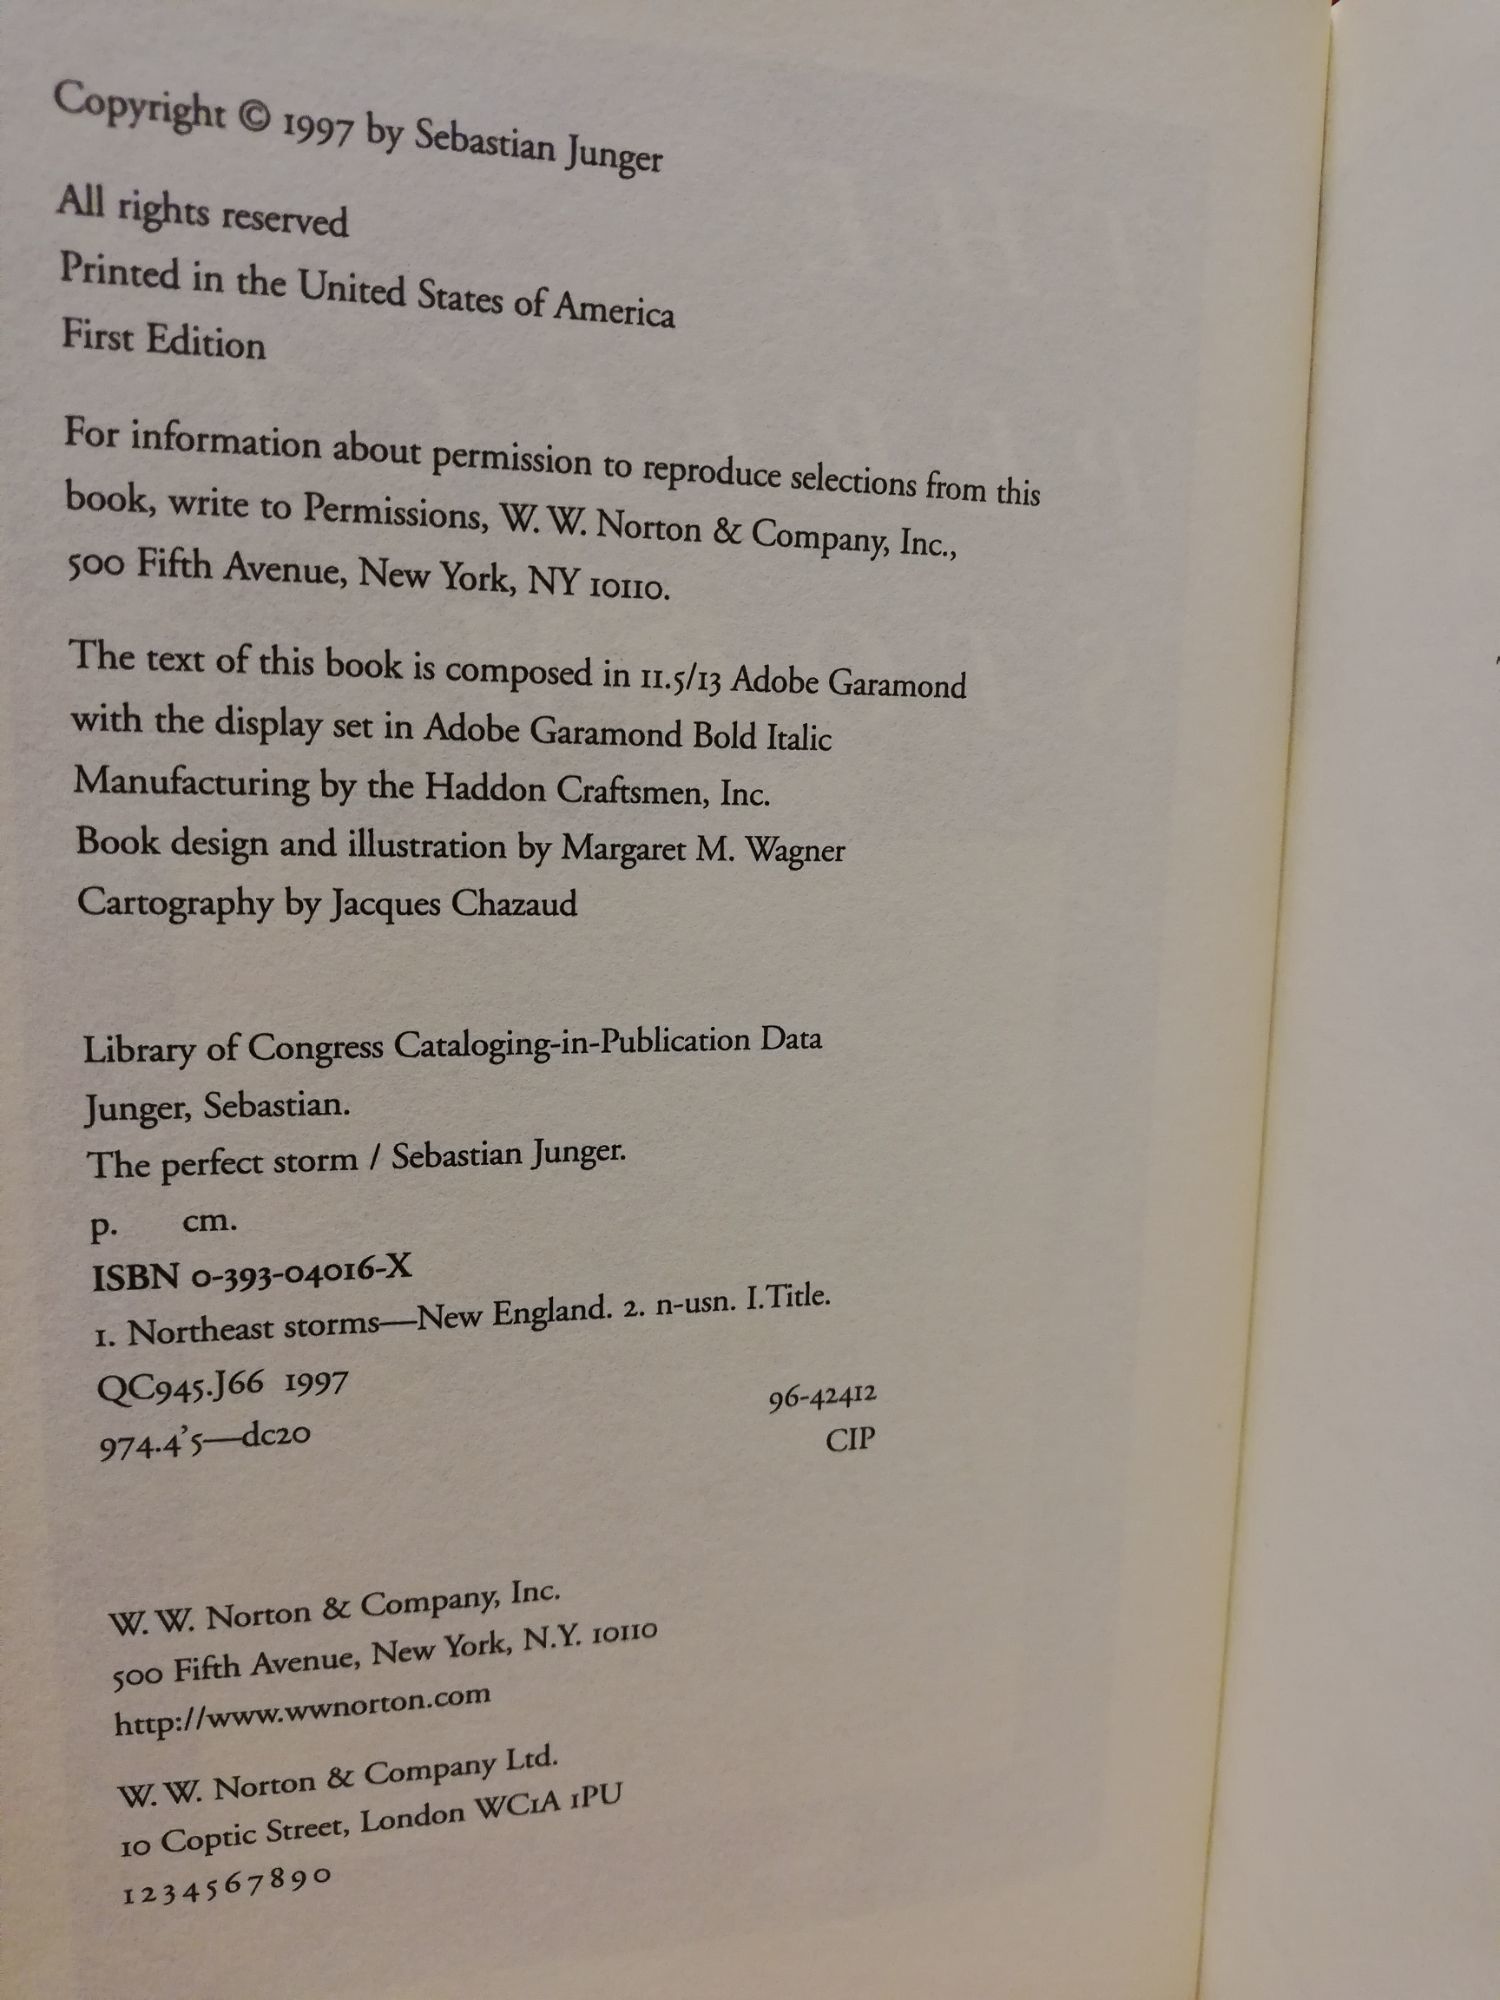 Copyright © 1997 by Sebastian Junger
All rights reserved
Printed in the United States of America
First Edition
For information about permission to reproduce selections from this
book, write to Permissions, W. W. Norton & Company, Inc.,
500 Fifth Avenue, New York, NY 10110.
The text of this book is composed in 11.5/13 Adobe Garamond
with the display set in Adobe Garamond Bold Italic
Manufacturing by the Haddon Craftsmen, Inc.
Book design and illustration by Margaret M. Wagner
Cartography by Jacques Chazaud
Library of Congress Cataloging-in-Publication Data
Junger, Sebastian.
The perfect storm / Sebastian Junger.
p. cm.
ISBN 0-393-04016-X
1. Northeast storms—New England. 2. n-usn. I.Title.
QC945.J66 1997 96-42412
974.4’5—dc20 CIP
W. W. Norton & Company, Inc.
500 Fifth Avenue, New York, N.Y. 10110
http://www.wwnorton.com
W. W. Norton & Company Ltd.
10 Coptic Street, London WC1A 1PU
1 2 3 4 5 6 7 8 9 0